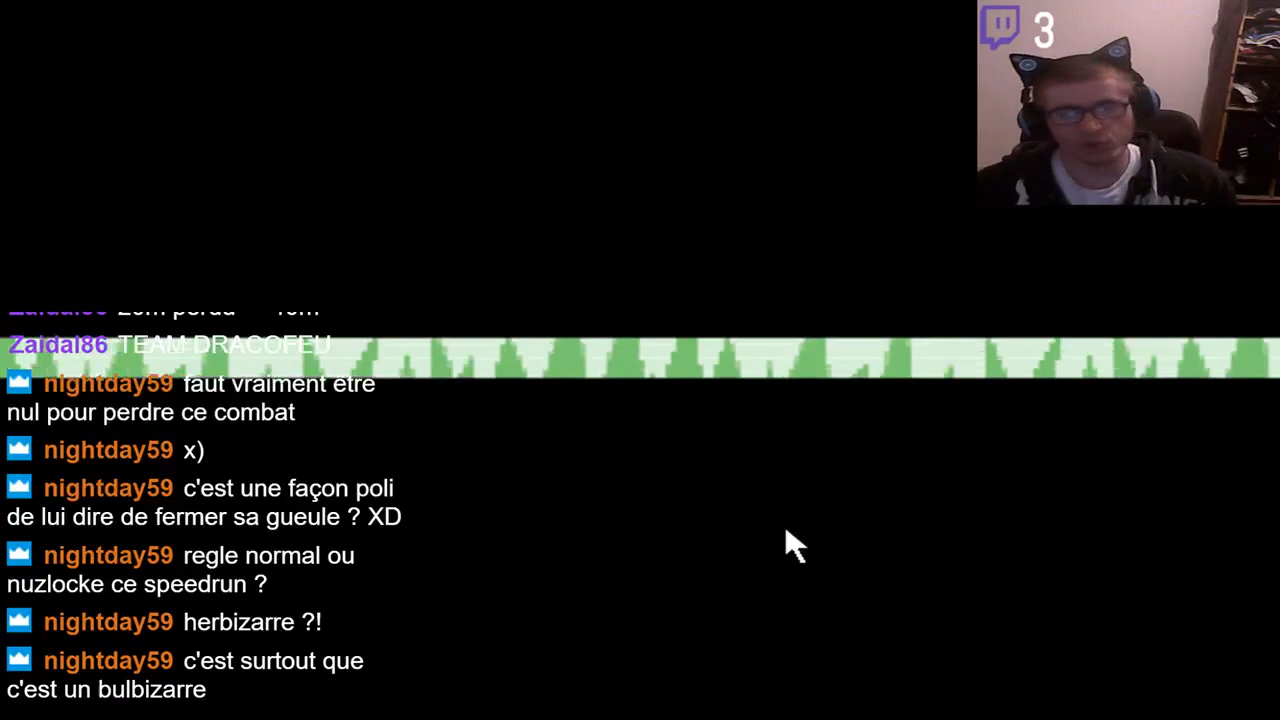 3
Zaidal86 TEAM DRACOFEU
nightday59 faut vraiment être
nul pour perdre ce combat
nightday59 x)
nightday59 c'est une façon poli
de lui dire de fermer sa gueule ? XD
nightday59 regle normal ou
nuzlocke ce speedrun ?
nightday59 herbizarre ?!
nightday59 c'est surtout que
c'est un bulbizarre